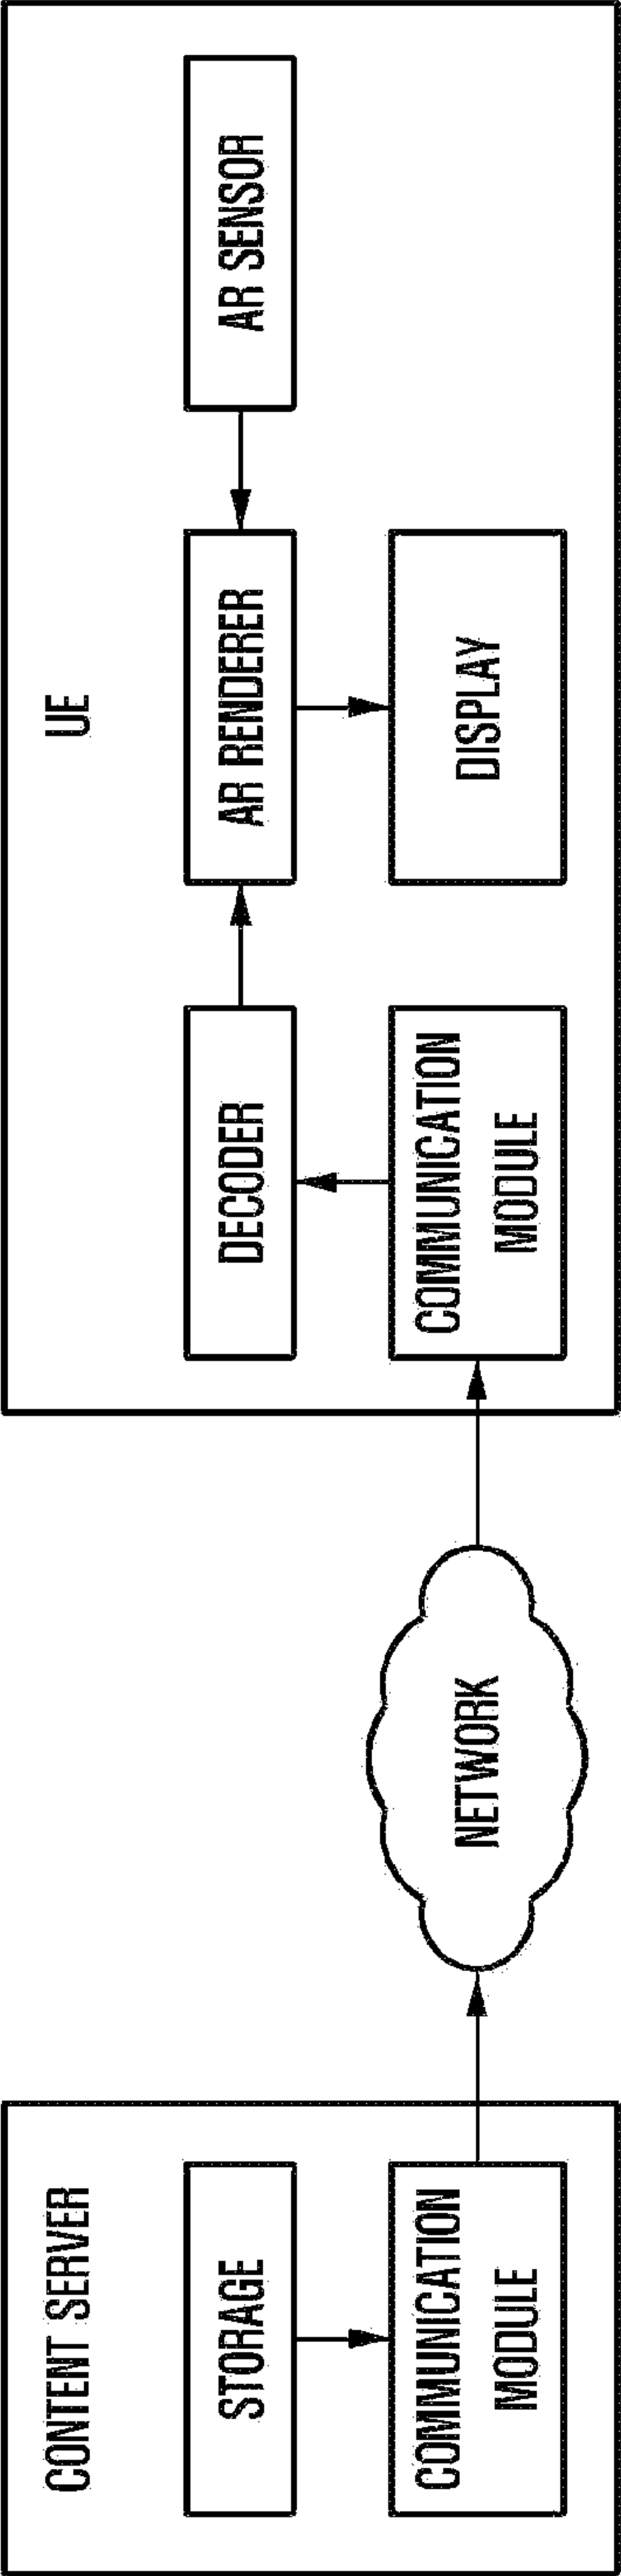 CONTENT SERVER
STORAGE
COMMUNICATION
MODULE
NETWORK
UE
DECODER
COMMUNICATION
MODULE
AR RENDERER
DISPLAY
AR SENSOR